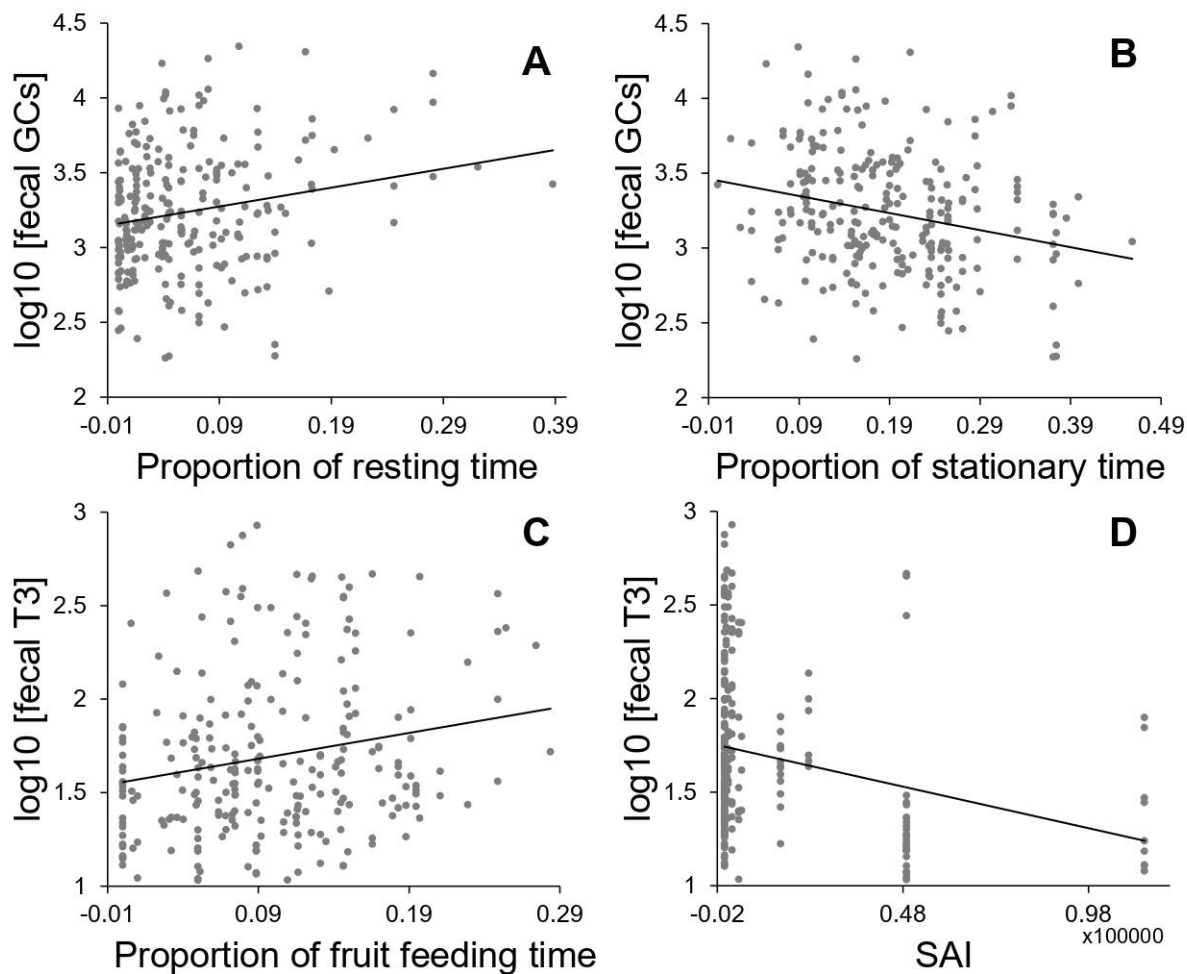 4.5
4
3.5
3
2.5
2
log10 [fecal GCs]
A
-0.01 0.09 0.19 0.29 0.39
Proportion of resting time
4.5
4
3.5
3
2.5
2
log10 [fecal GCs]
B
-0.01 0.09 0.19 0.29 0.39 0.49
Proportion of stationary time
3
2.5
2
1.5
1
log10 [fecal T3]
C
-0.01 0.09 0.19 0.29
Proportion of fruit feeding time
3
2.5
2
1.5
1
log10 [fecal T3]
D
-0.02 0.48 0.98
x100000
SAI